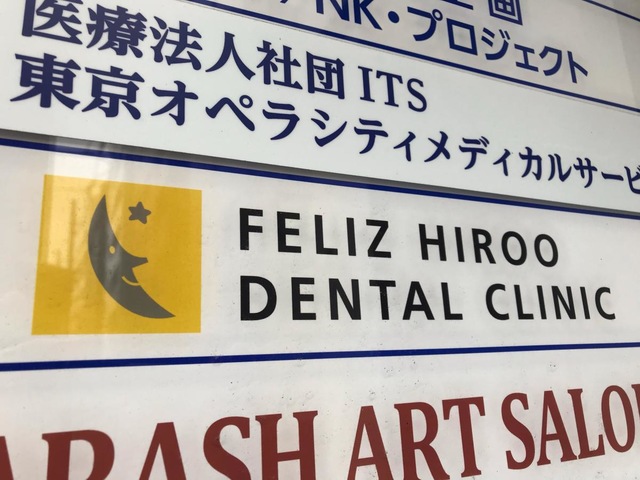 NK・プロジェクト
医療法人社団 ITS
東京オペラシティメディカルサービ
FELIZ HIROO
DENTAL CLINIC
ARASH ART SALO